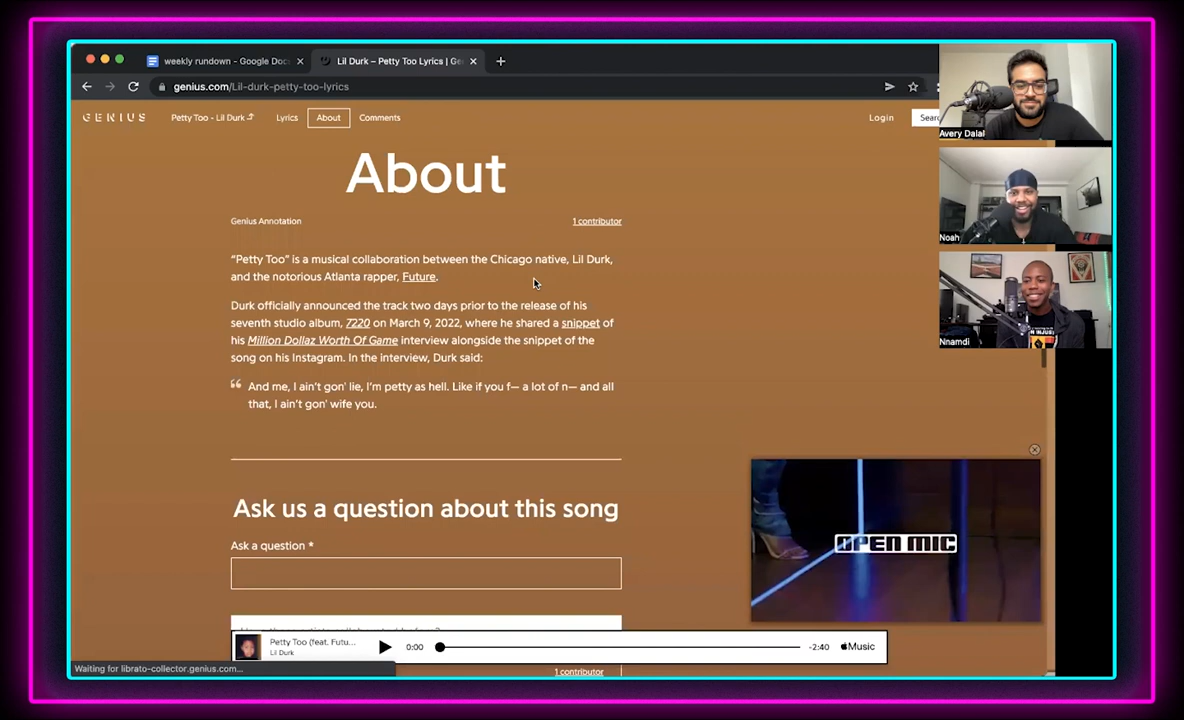 weekly rundown - Google Doc
Lil Durk – Petty Too Lyrics | Ge
genius.com/Lil-durk-petty-too-lyrics
GENIUS
Petty Too - Lil Durk
Lyrics
About
Comments
Login
Sear
Avery Dalal
Noah
Nnamdi
About
Genius Annotation
1 contributor
“Petty Too” is a musical collaboration between the Chicago native, Lil Durk,
and the notorious Atlanta rapper, Future.
Durk officially announced the track two days prior to the release of his
seventh studio album, 7220 on March 9, 2022, where he shared a snippet of
his Million Dollaz Worth Of Game interview alongside the snippet of the
song on his Instagram. In the interview, Durk said:
“ And me, I ain’t gon' lie, I’m petty as hell. Like if you f— a lot of n— and all
that, I ain’t gon' wife you.
Ask us a question about this song
Ask a question *
OPEN MIC
Petty Too (feat. Futu...
Lil Durk
0:00
-2:40
Music
Waiting for librato-collector.genius.com...
1 contributor